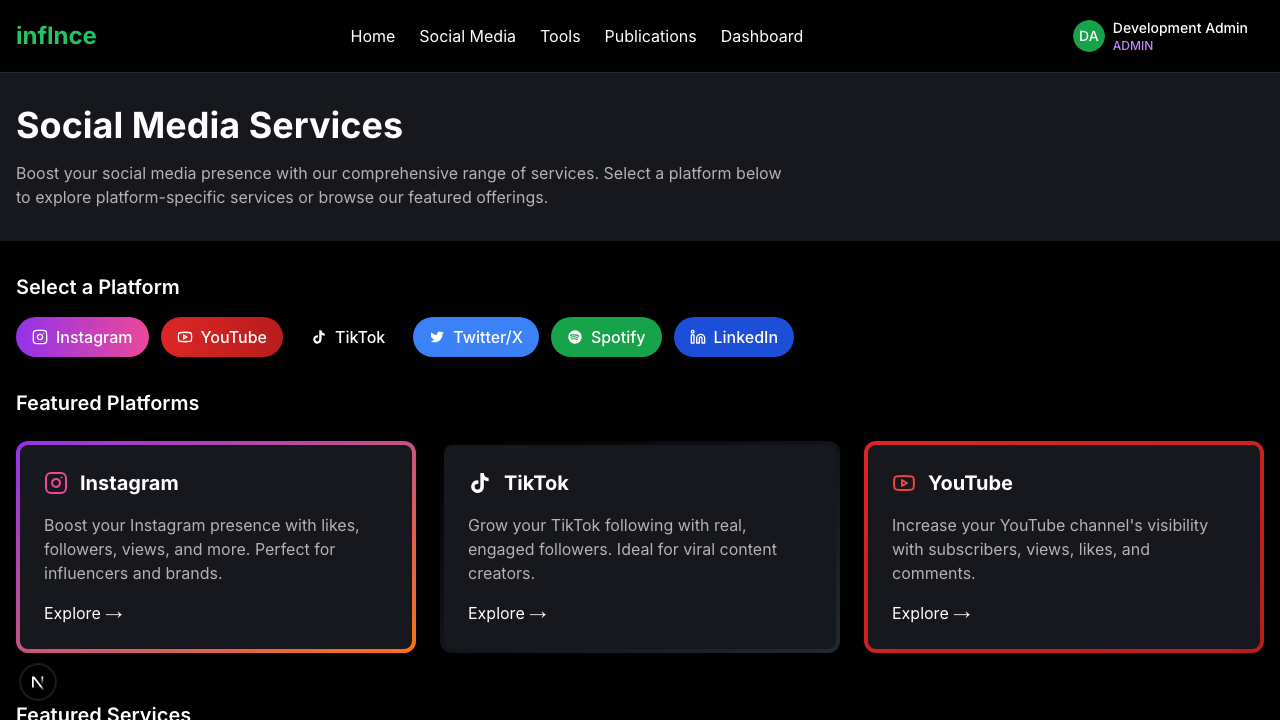 inflnce
Home
Social Media
Tools
Publications
Dashboard
DA
Development Admin
ADMIN
Social Media Services
Boost your social media presence with our comprehensive range of services. Select a platform below
to explore platform-specific services or browse our featured offerings.
Select a Platform
Instagram
YouTube
TikTok
Twitter/X
Spotify
LinkedIn
Featured Platforms
Instagram
Boost your Instagram presence with likes,
followers, views, and more. Perfect for
influencers and brands.
Explore →
TikTok
Grow your TikTok following with real,
engaged followers. Ideal for viral content
creators.
Explore →
YouTube
Increase your YouTube channel's visibility
with subscribers, views, likes, and
comments.
Explore →
N
Featured Services